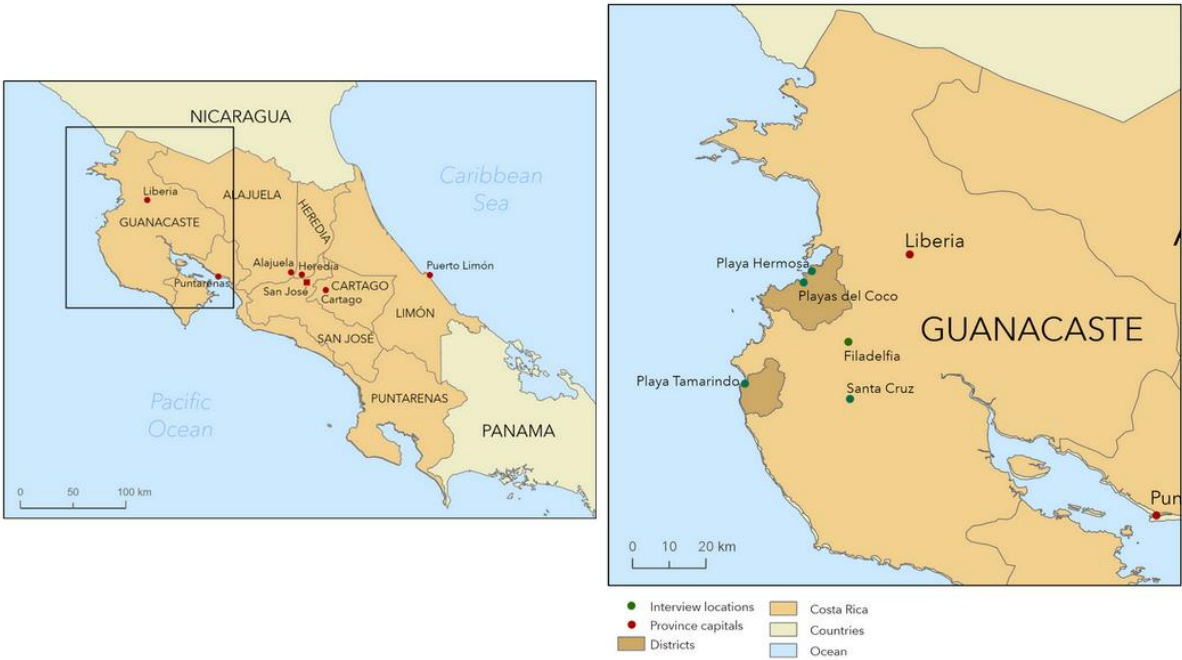 NICARAGUA
Caribbean
Sea
Liberia
ALAJUELA
HEREDIA
GUANACASTE
Alajuela
Heredia
Puerto Limón
Puntarenas
San José
CARTAGO
Cartago
LIMÓN
SAN JOSÉ
PUNTARENAS
Pacific
Ocean
PANAMA
0 50 100 km
A
Liberia
Playa Hermosa
Playas del Coco
GUANACASTE
Filadelfia
Playa Tamarindo
Santa Cruz
Pun
0 10 20 km
Interview locations
Province capitals
Districts
Costa Rica
Countries
Ocean